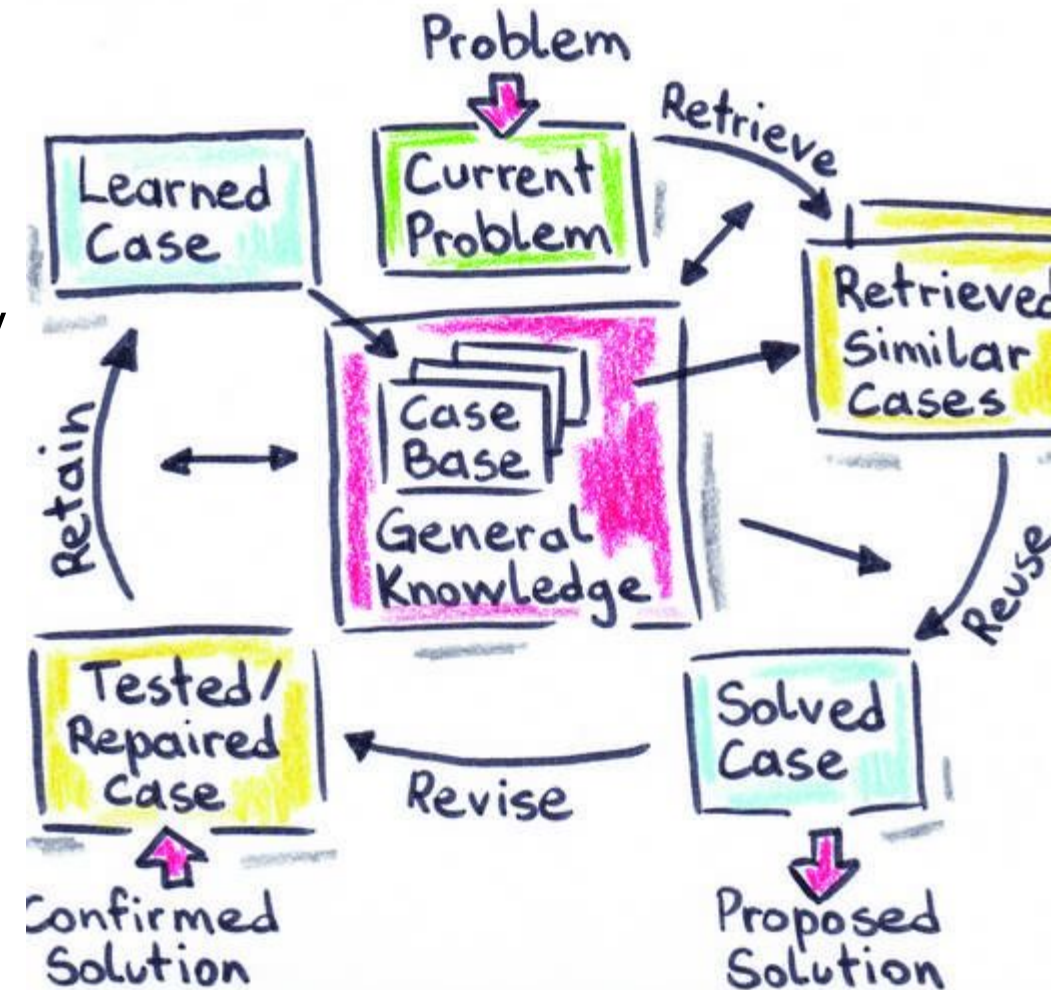 Problem
Retrieve
Current
Problem
Learned
Case
Retrieved
Similar
Cases
Case
Base
General
Knowledge
Retain
Reuse
Tested/
Repaired
Case
Solved
Case
Revise
Confirmed
Solution
Proposed
Solution